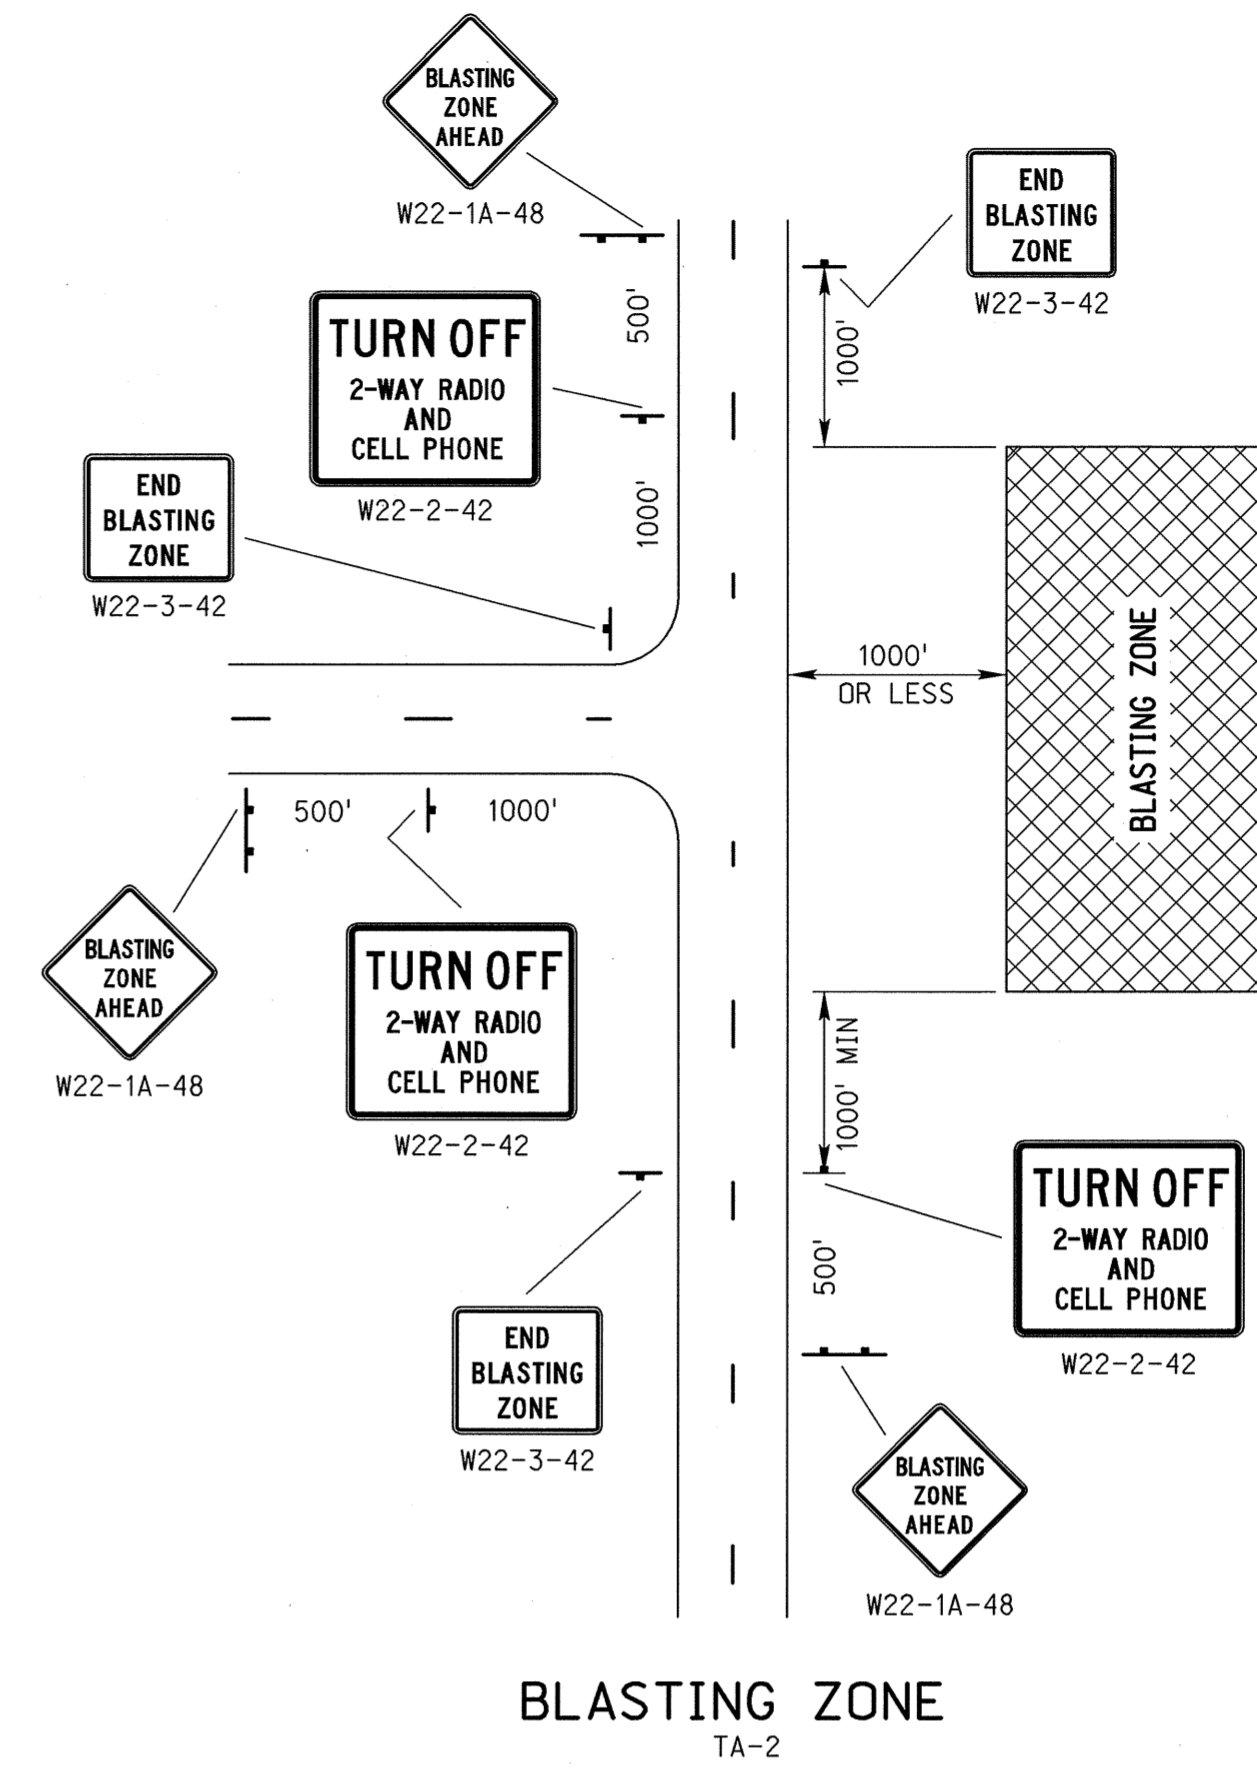 BLASTING
ZONE
AHEAD
W22-1A-48
END
BLASTING
ZONE
W22-3-42
500'
1000'
TURN OFF
2-WAY RADIO
AND
CELL PHONE
W22-2-42
1000'
END
BLASTING
ZONE
W22-3-42
1000'
OR LESS
BLASTING ZONE
500'
1000'
BLASTING
ZONE
AHEAD
W22-1A-48
TURN OFF
2-WAY RADIO
AND
CELL PHONE
W22-2-42
1000' MIN
TURN OFF
2-WAY RADIO
AND
CELL PHONE
W22-2-42
500'
END
BLASTING
ZONE
W22-3-42
BLASTING
ZONE
AHEAD
W22-1A-48
BLASTING ZONE
TA-2